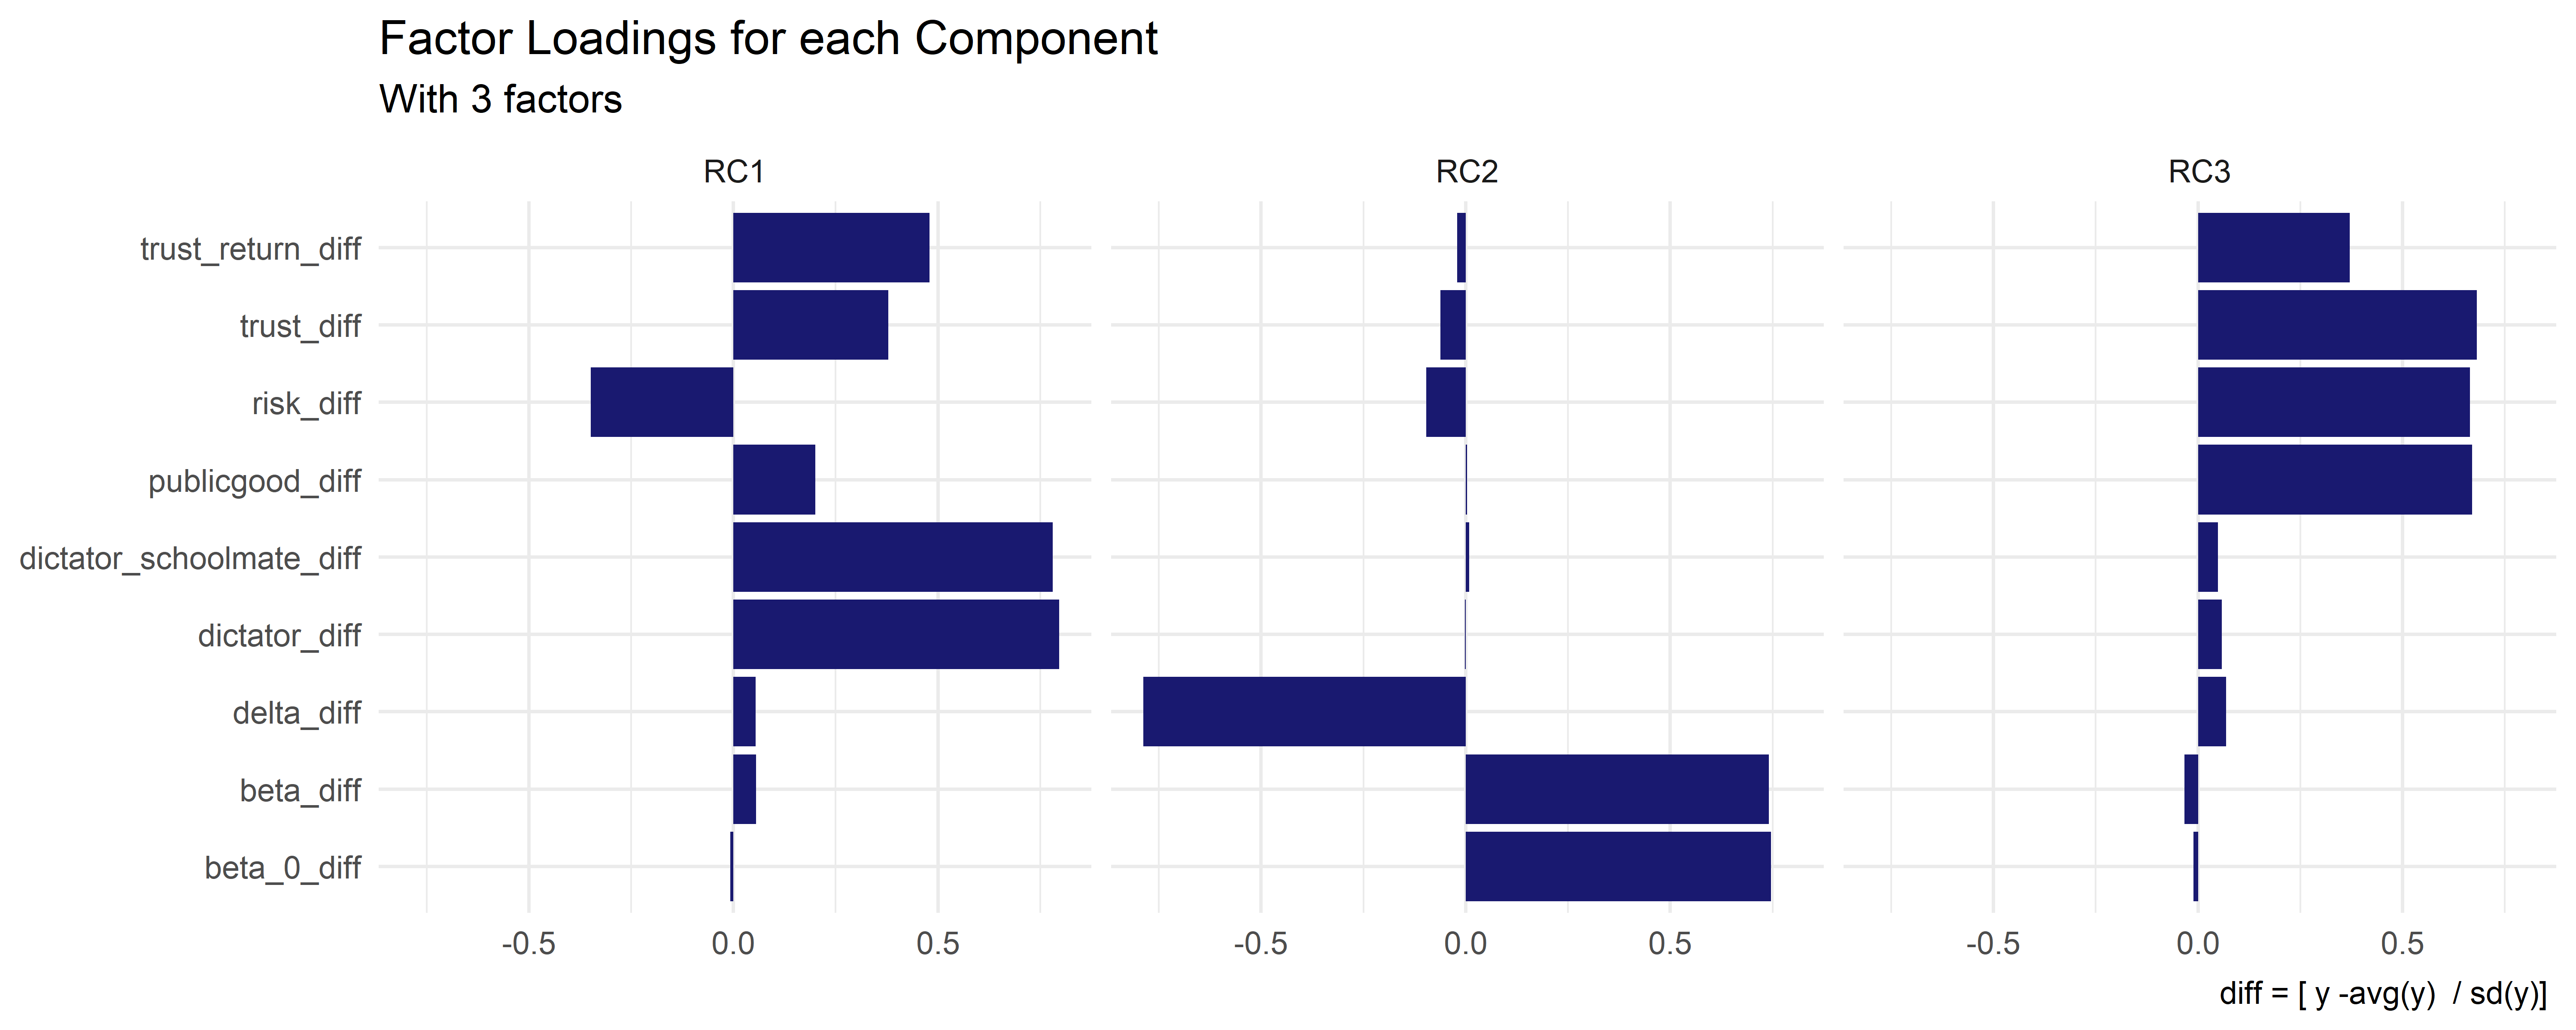 Factor Loadings for each Component
With 3 factors
RC1 RC2 RC3
trust_return_diff
trust_diff
risk_diff
publicgood_diff
dictator_schoolmate_diff
dictator_diff
delta_diff
beta_diff
beta_0_diff
-0.5 0.0 0.5 -0.5 0.0 0.5 -0.5 0.0 0.5
diff = [ y -avg(y)  / sd(y)]